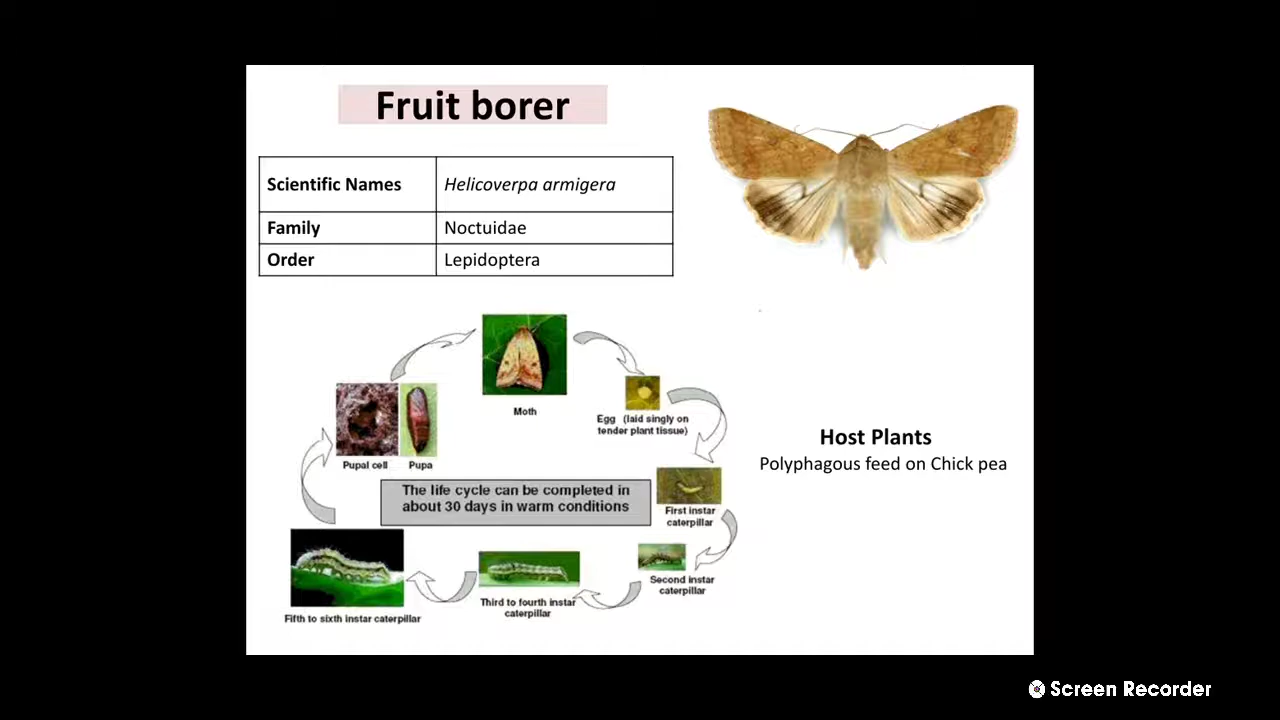 Fruit borer
Scientific Names Helicoverpa armigera
Family Noctuidae
Order Lepidoptera
Moth
Egg (laid singly on
tender plant tissue)
Pupal cell Pupa
Host Plants
Polyphagous feed on Chick pea
The life cycle can be completed in
about 30 days in warm conditions
First instar
caterpillar
Second instar
caterpillar
Third to fourth instar
caterpillar
Fifth to sixth instar caterpillar
Screen Recorder